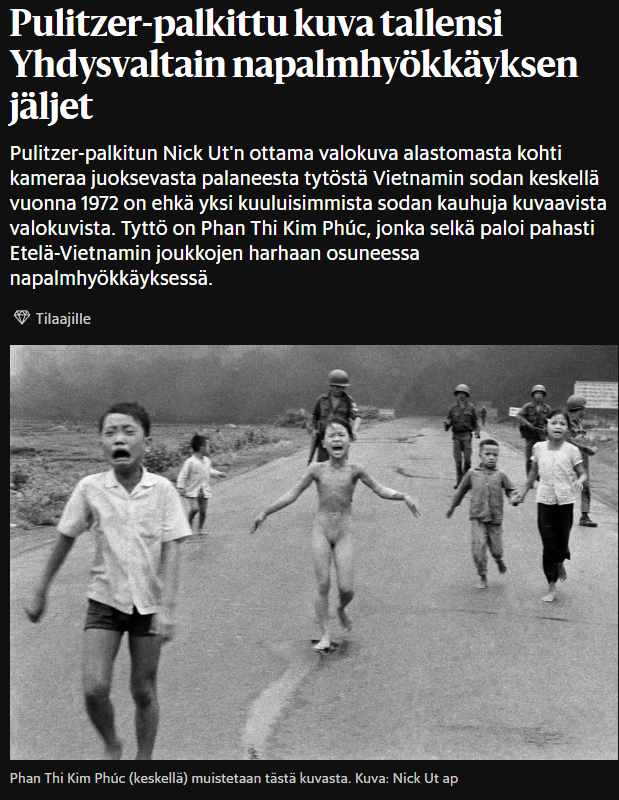 Pulitzer-palkittu kuva tallensi
Yhdysvaltain napalmhyökkäyksen
jäljet
Pulitzer-palkitun Nick Ut'n ottama valokuva alastomasta kohti
kameraa juoksevasta palaneesta tytöstä Vietnamin sodan keskellä
vuonna 1972 on ehkä yksi kuuluisimmista sodan kauhuja kuvaavista
valokuvista. Tyttö on Phan Thi Kim Phúc, jonka selkä paloi pahasti
Etelä-Vietnamin joukkojen harhaan osuneessa
napalmhyökkäyksessä.
Tilaajille
Phan Thi Kim Phúc (keskellä) muistetaan tästä kuvasta. Kuva: Nick Ut ap